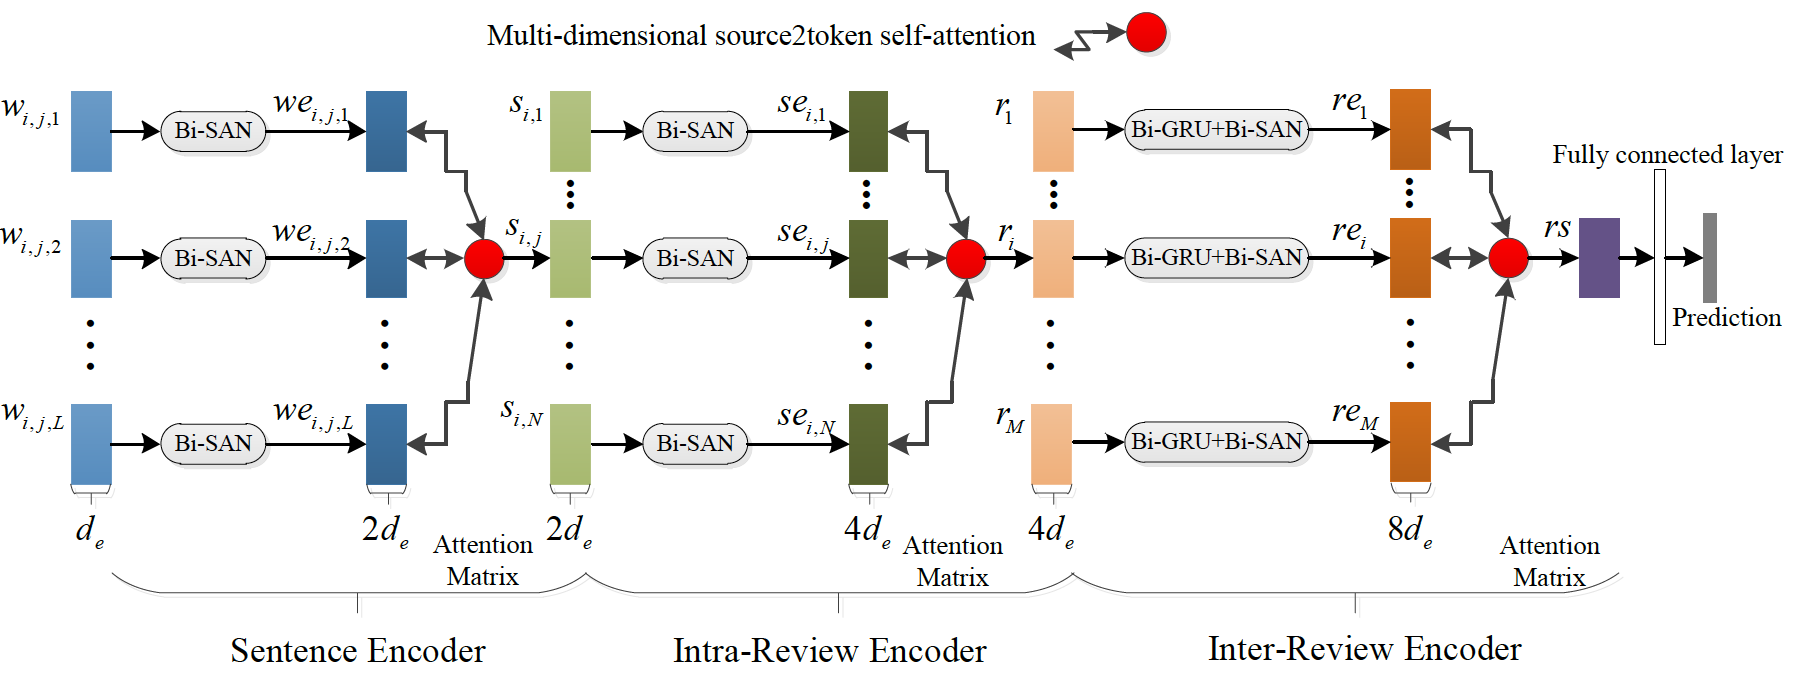 Multi-dimensional source2token self-attention
w_{i,j,1} Bi-SAN we_{i,j,1} s_{i,1} Bi-SAN se_{i,1} r_1 Bi-GRU+Bi-SAN re_1
Fully connected layer
w_{i,j,2} Bi-SAN we_{i,j,2} s_{i,j} Bi-SAN se_{i,j} r_i Bi-GRU+Bi-SAN re_i rs
Prediction
w_{i,j,L} Bi-SAN we_{i,j,L} s_{i,N} Bi-SAN se_{i,N} r_M Bi-GRU+Bi-SAN re_M
d_e 2d_e 2d_e 4d_e 4d_e 8d_e
Attention Attention Attention
Matrix Matrix Matrix
Sentence Encoder Intra-Review Encoder Inter-Review Encoder